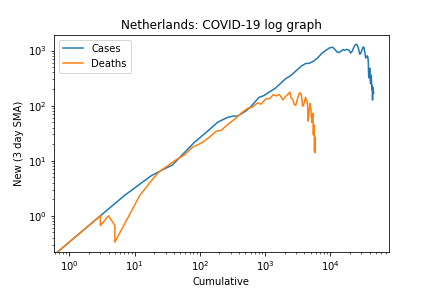 Netherlands: COVID-19 log graph
Cases
Deaths
New (3 day SMA)
10³
10²
10¹
10⁰
10⁰ 10¹ 10² 10³ 10⁴
Cumulative